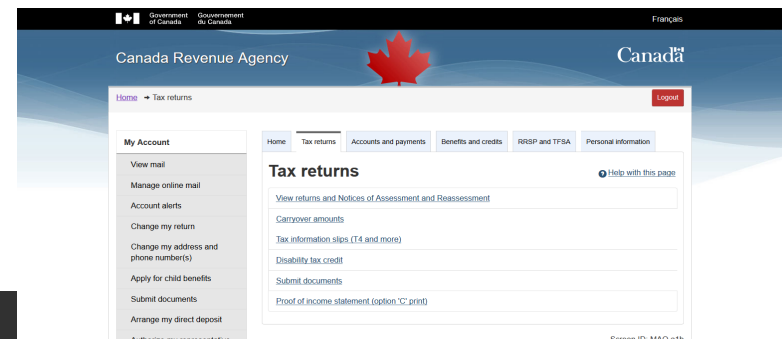 Government of Canada
Gouvernement du Canada
Français
Canada Revenue Agency
Canada
Home → Tax returns
Logout
My Account
View mail
Manage online mail
Account alerts
Change my return
Change my address and
phone number(s)
Apply for child benefits
Submit documents
Arrange my direct deposit
Home Tax returns Accounts and payments Benefits and credits RRSP and TFSA Personal information
Tax returns
Help with this page
View returns and Notices of Assessment and Reassessment
Carryover amounts
Tax information slips (T4 and more)
Disability tax credit
Submit documents
Proof of income statement (option 'C' print)